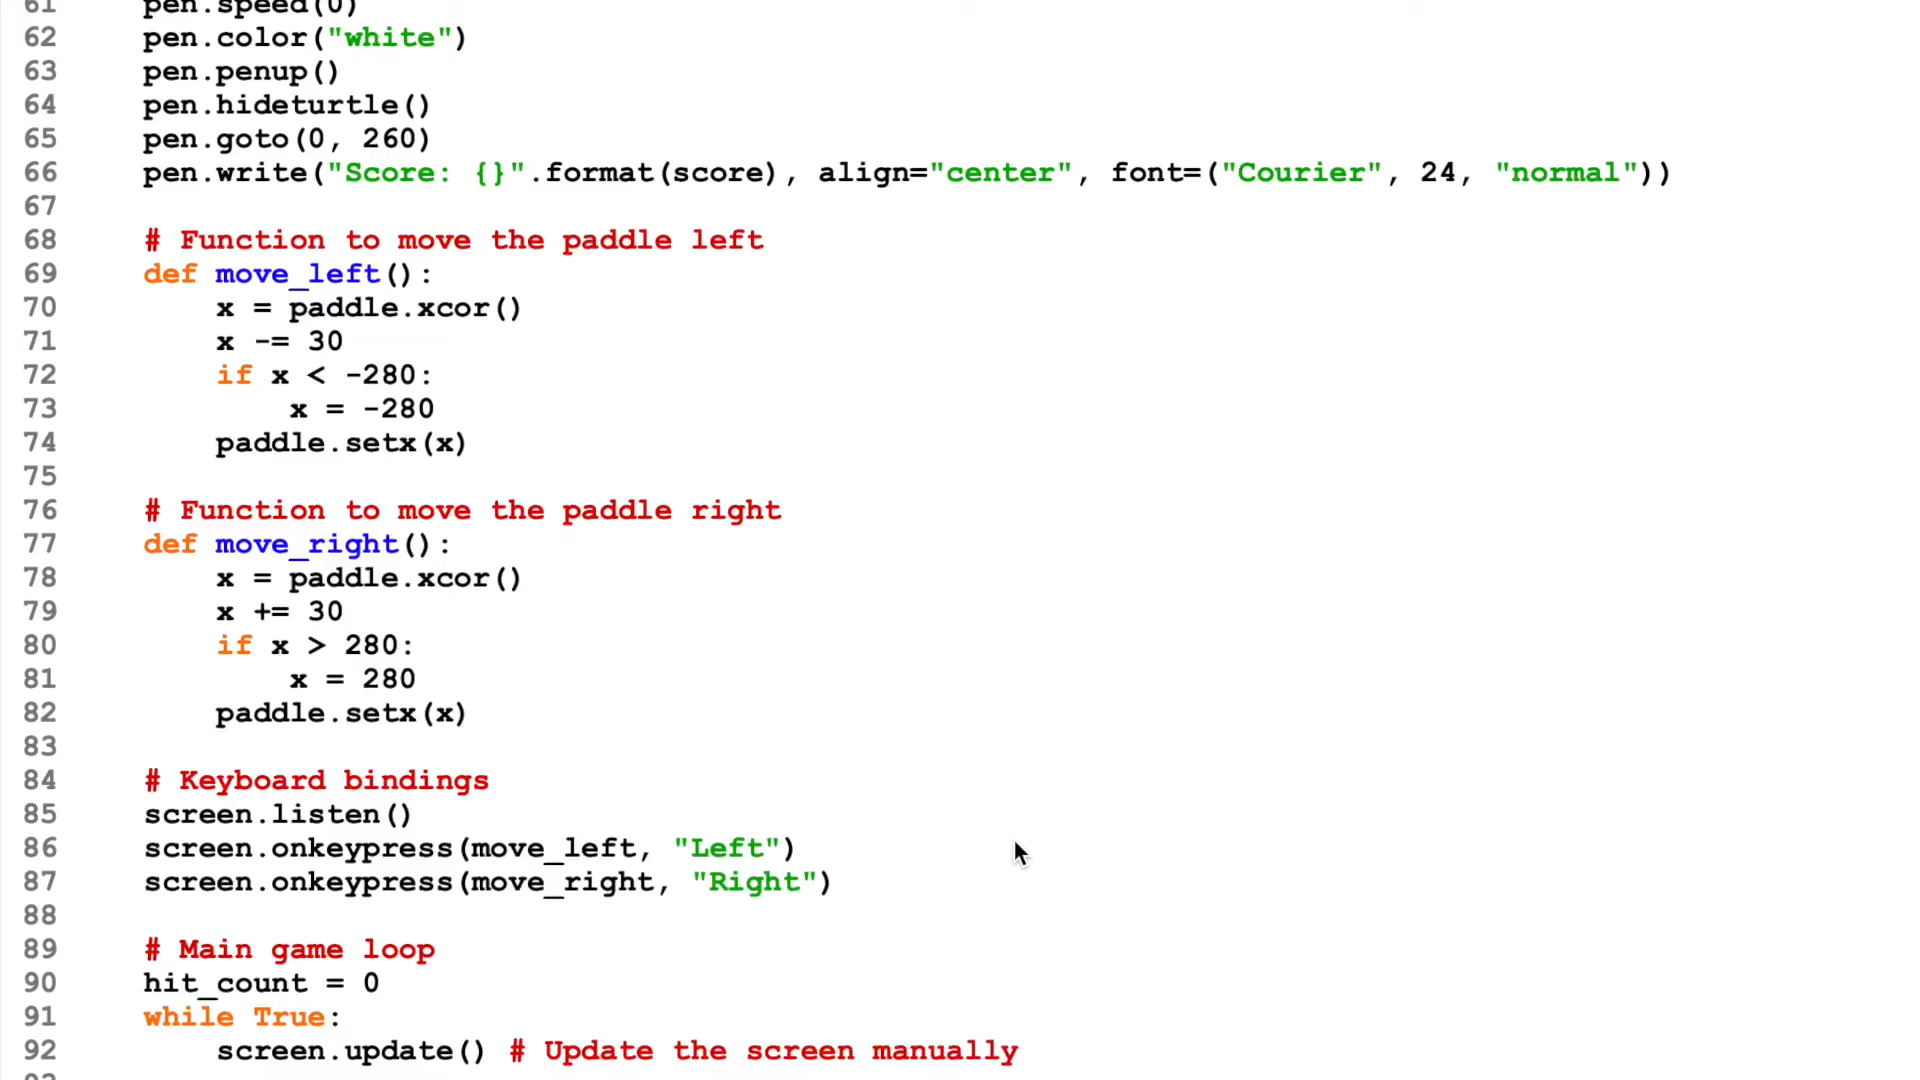 61 pen.speed(0)
62 pen.color("white")
63 pen.penup()
64 pen.hideturtle()
65 pen.goto(0, 260)
66 pen.write("Score: {}".format(score), align="center", font=("Courier", 24, "normal"))
67
68 # Function to move the paddle left
69 def move_left():
70     x = paddle.xcor()
71     x -= 30
72     if x < -280:
73         x = -280
74     paddle.setx(x)
75
76 # Function to move the paddle right
77 def move_right():
78     x = paddle.xcor()
79     x += 30
80     if x > 280:
81         x = 280
82     paddle.setx(x)
83
84 # Keyboard bindings
85 screen.listen()
86 screen.onkeypress(move_left, "Left")
87 screen.onkeypress(move_right, "Right")
88
89 # Main game loop
90 hit_count = 0
91 while True:
92     screen.update() # Update the screen manually